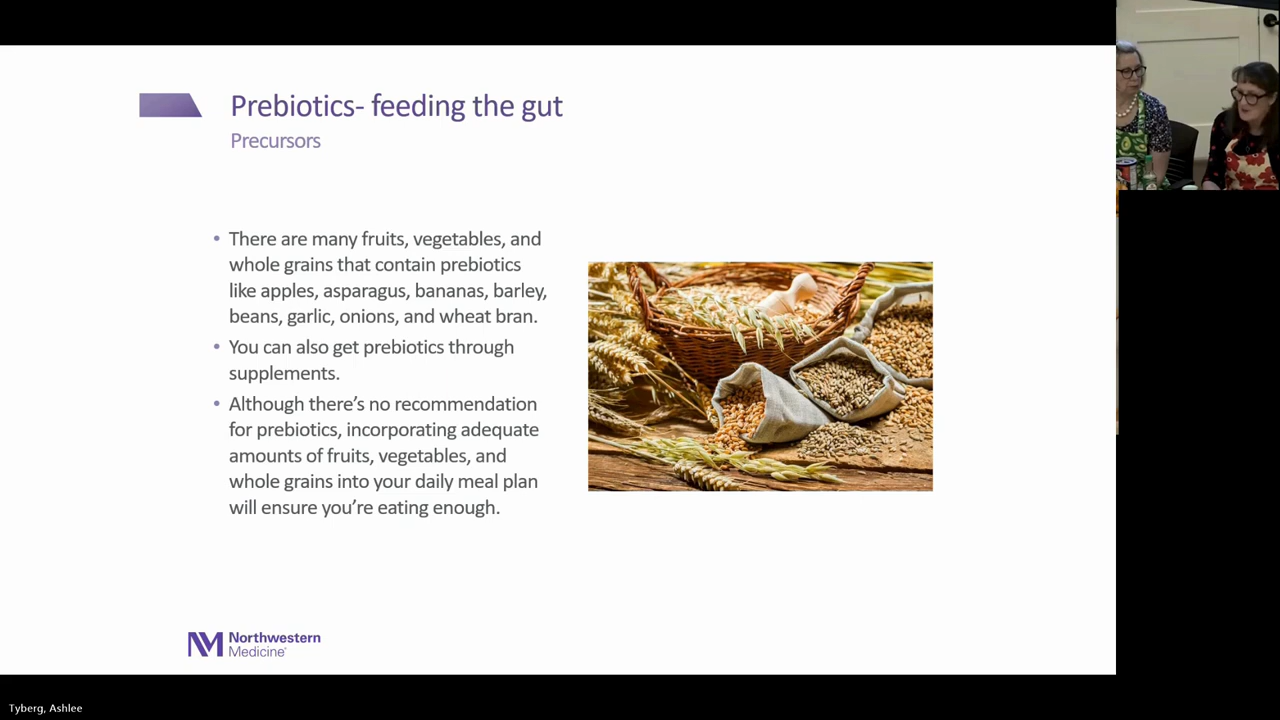 Prebiotics- feeding the gut
Precursors
• There are many fruits, vegetables, and
whole grains that contain prebiotics
like apples, asparagus, bananas, barley,
beans, garlic, onions, and wheat bran.
• You can also get prebiotics through
supplements.
• Although there’s no recommendation
for prebiotics, incorporating adequate
amounts of fruits, vegetables, and
whole grains into your daily meal plan
will ensure you’re eating enough.
Northwestern
Medicine
Tyberg, Ashlee